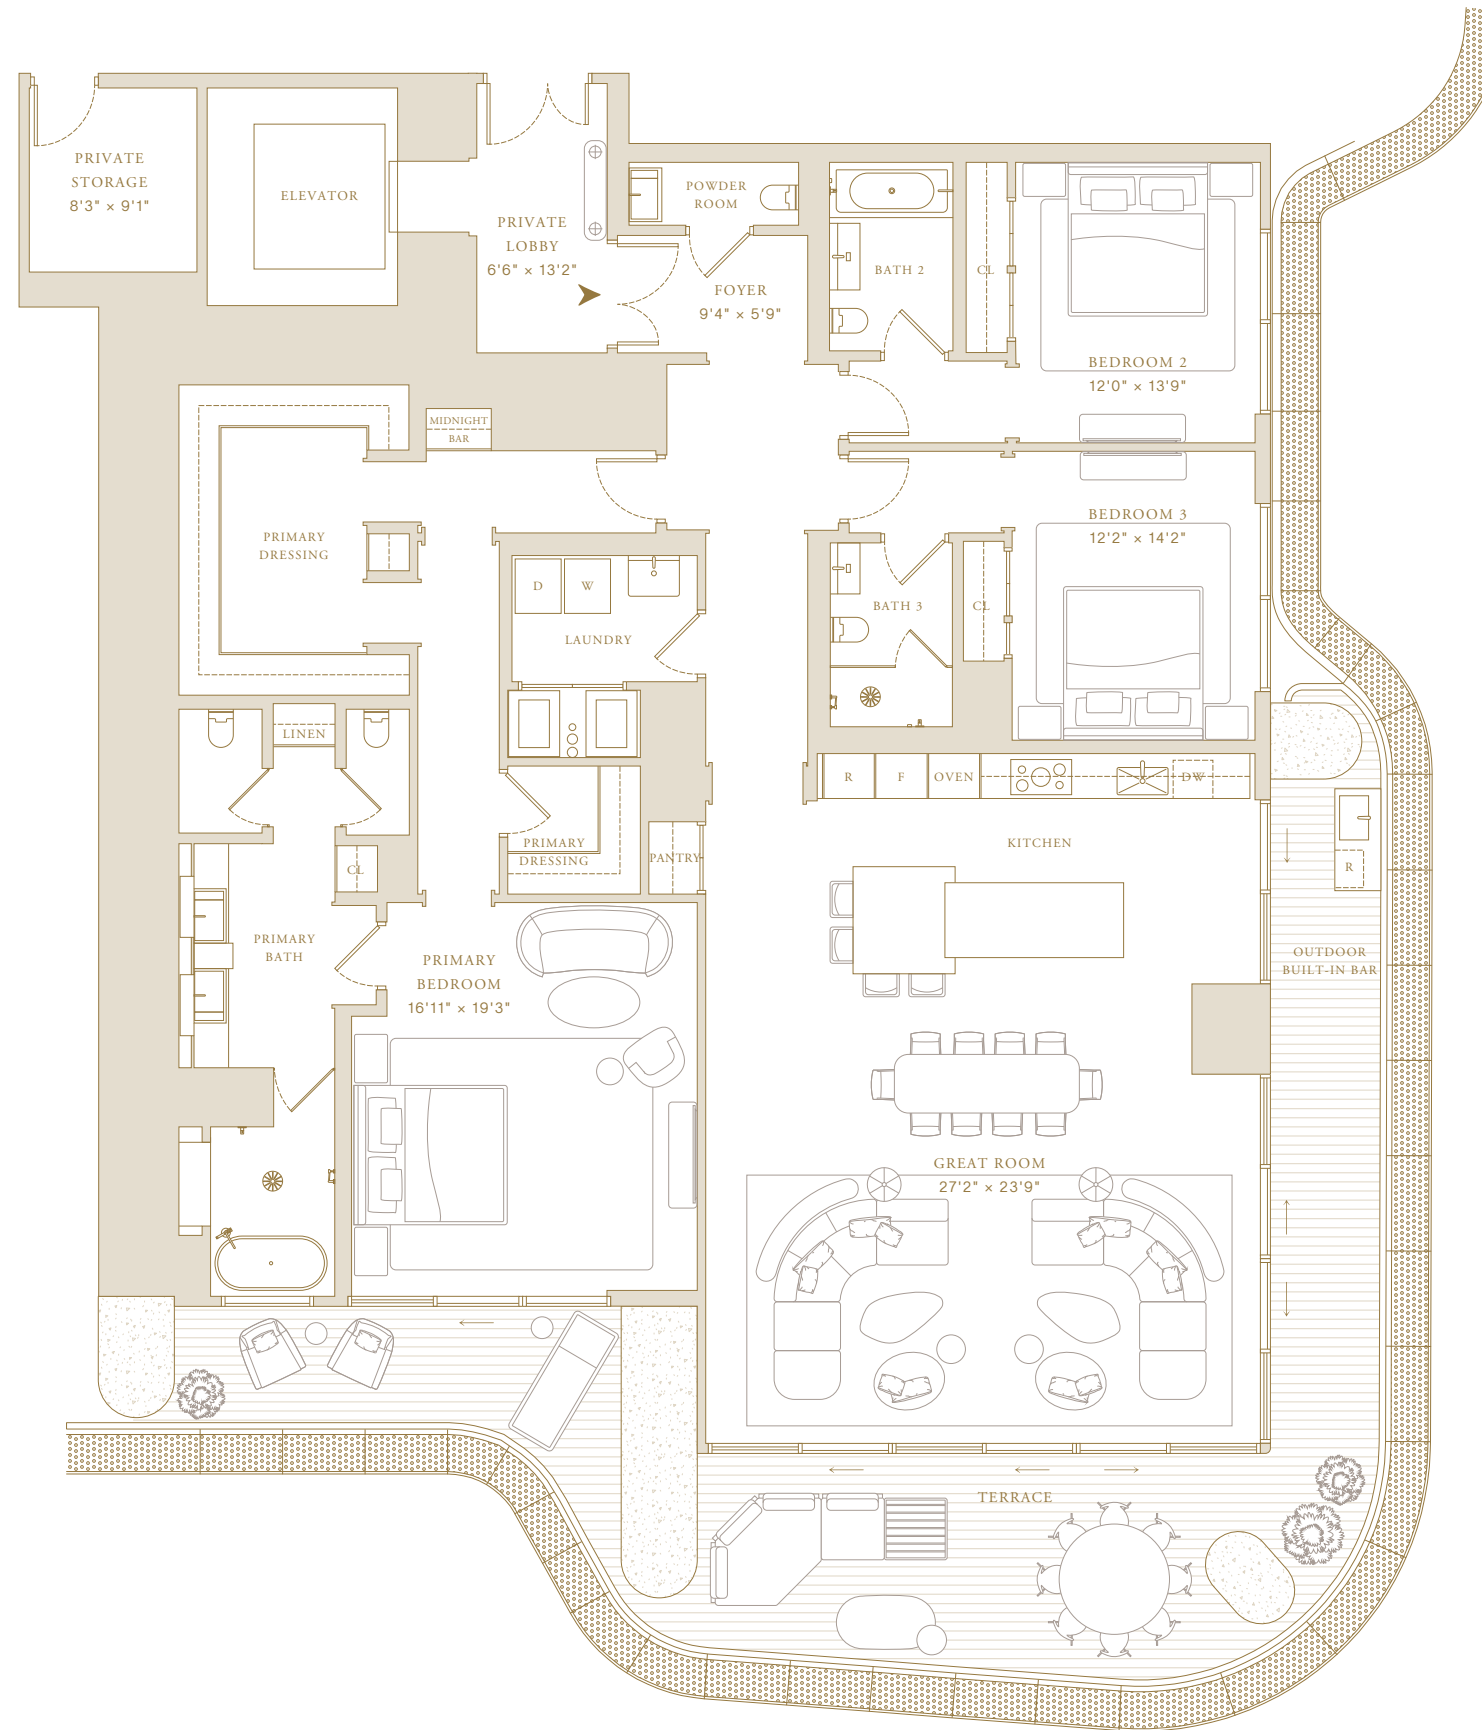 PRIVATE
STORAGE
8'3" × 9'1"
ELEVATOR
PRIVATE
LOBBY
6'6" × 13'2"
POWDER
ROOM
FOYER
9'4" × 5'9"
BATH 2
CL
BEDROOM 2
12'0" × 13'9"
MIDNIGHT
BAR
PRIMARY
DRESSING
BEDROOM 3
12'2" × 14'2"
D
W
LAUNDRY
BATH 3
CL
LINEN
R
F
OVEN
DW
PRIMARY
DRESSING
PANTRY
KITCHEN
CL
R
PRIMARY
BATH
PRIMARY
BEDROOM
16'11" × 19'3"
OUTDOOR
BUILT-IN BAR
GREAT ROOM
27'2" × 23'9"
TERRACE